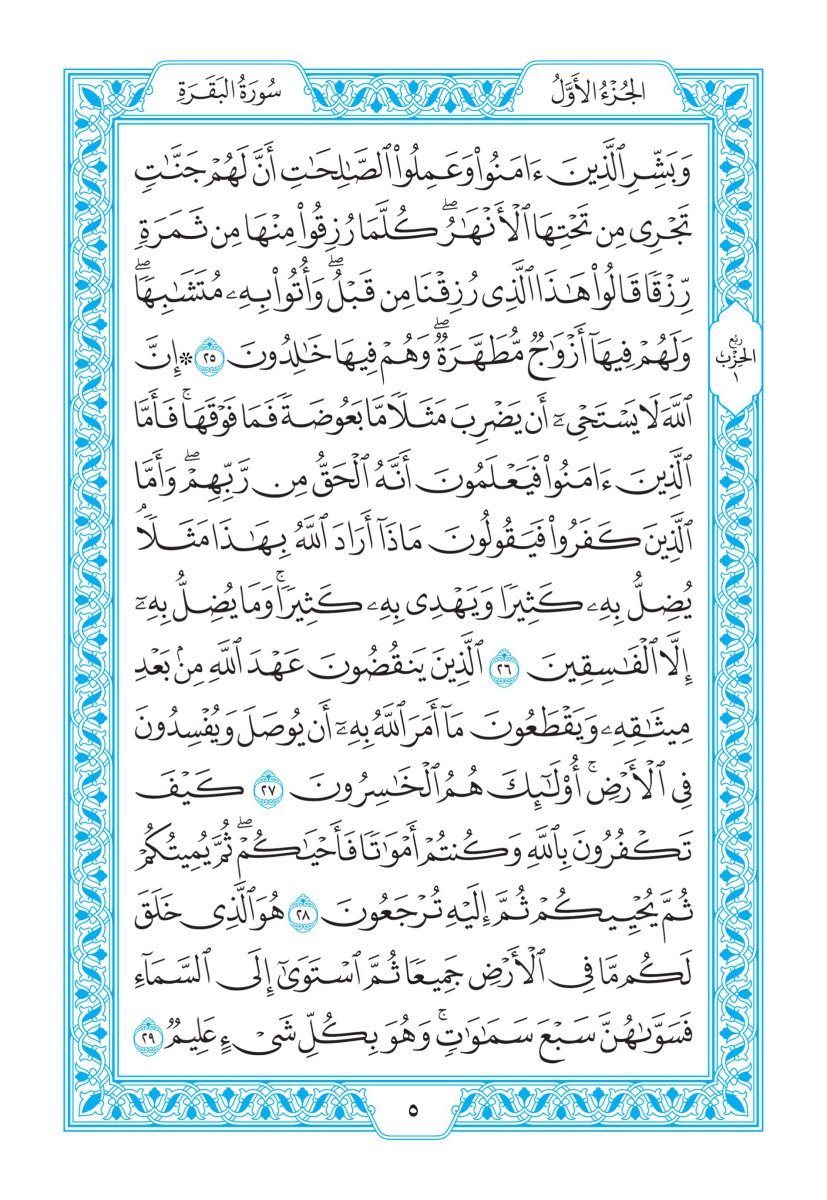 الجُزْءُ الأَوَّلُ
سُورَةُ البَقَرَةِ
وَبَشِّرِ ٱلَّذِينَ ءَامَنُواْ وَعَمِلُواْ ٱلصَّٰلِحَٰتِ أَنَّ لَهُمۡ جَنَّٰتٖ
تَجۡرِي مِن تَحۡتِهَا ٱلۡأَنۡهَٰرُۖ كُلَّمَا رُزِقُواْ مِنۡهَا مِن ثَمَرَةٖ
رِّزۡقٗا قَالُواْ هَٰذَا ٱلَّذِي رُزِقۡنَا مِن قَبۡلُۖ وَأُتُواْ بِهِۦ مُتَشَٰبِهٗاۖ
وَلَهُمۡ فِيهَآ أَزۡوَٰجٞ مُّطَهَّرَةٞۖ وَهُمۡ فِيهَا خَٰلِدُونَ ٢٥ ۞ إِنَّ
رُبْع
الحِزْب
١
ٱللَّهَ لَا يَسۡتَحۡيِۦٓ أَن يَضۡرِبَ مَثَلٗا مَّا بَعُوضَةٗ فَمَا فَوۡقَهَاۚ فَأَمَّا
ٱلَّذِينَ ءَامَنُواْ فَيَعۡلَمُونَ أَنَّهُ ٱلۡحَقُّ مِن رَّبِّهِمۡۖ وَأَمَّا
ٱلَّذِينَ كَفَرُواْ فَيَقُولُونَ مَاذَآ أَرَادَ ٱللَّهُ بِهَٰذَا مَثَلٗاۘ
يُضِلُّ بِهِۦ كَثِيرٗا وَيَهۡدِي بِهِۦ كَثِيرٗاۚ وَمَا يُضِلُّ بِهِۦٓ
إِلَّا ٱلۡفَٰسِقِينَ ٢٦ ٱلَّذِينَ يَنقُضُونَ عَهۡدَ ٱللَّهِ مِنۢ بَعۡدِ
مِيثَٰقِهِۦ وَيَقۡطَعُونَ مَآ أَمَرَ ٱللَّهُ بِهِۦٓ أَن يُوصَلَ وَيُفۡسِدُونَ
فِي ٱلۡأَرۡضِۚ أُوْلَٰٓئِكَ هُمُ ٱلۡخَٰسِرُونَ ٢٧ كَيۡفَ
تَكۡفُرُونَ بِٱللَّهِ وَكُنتُمۡ أَمۡوَٰتٗا فَأَحۡيَٰكُمۡۖ ثُمَّ يُمِيتُكُمۡ
ثُمَّ يُحۡيِيكُمۡ ثُمَّ إِلَيۡهِ تُرۡجَعُونَ ٢٨ هُوَ ٱلَّذِي خَلَقَ
لَكُم مَّا فِي ٱلۡأَرۡضِ جَمِيعٗا ثُمَّ ٱسۡتَوَىٰٓ إِلَى ٱلسَّمَآءِ
فَسَوَّىٰهُنَّ سَبۡعَ سَمَٰوَٰتٖۚ وَهُوَ بِكُلِّ شَيۡءٍ عَلِيمٞ ٢٩
٥